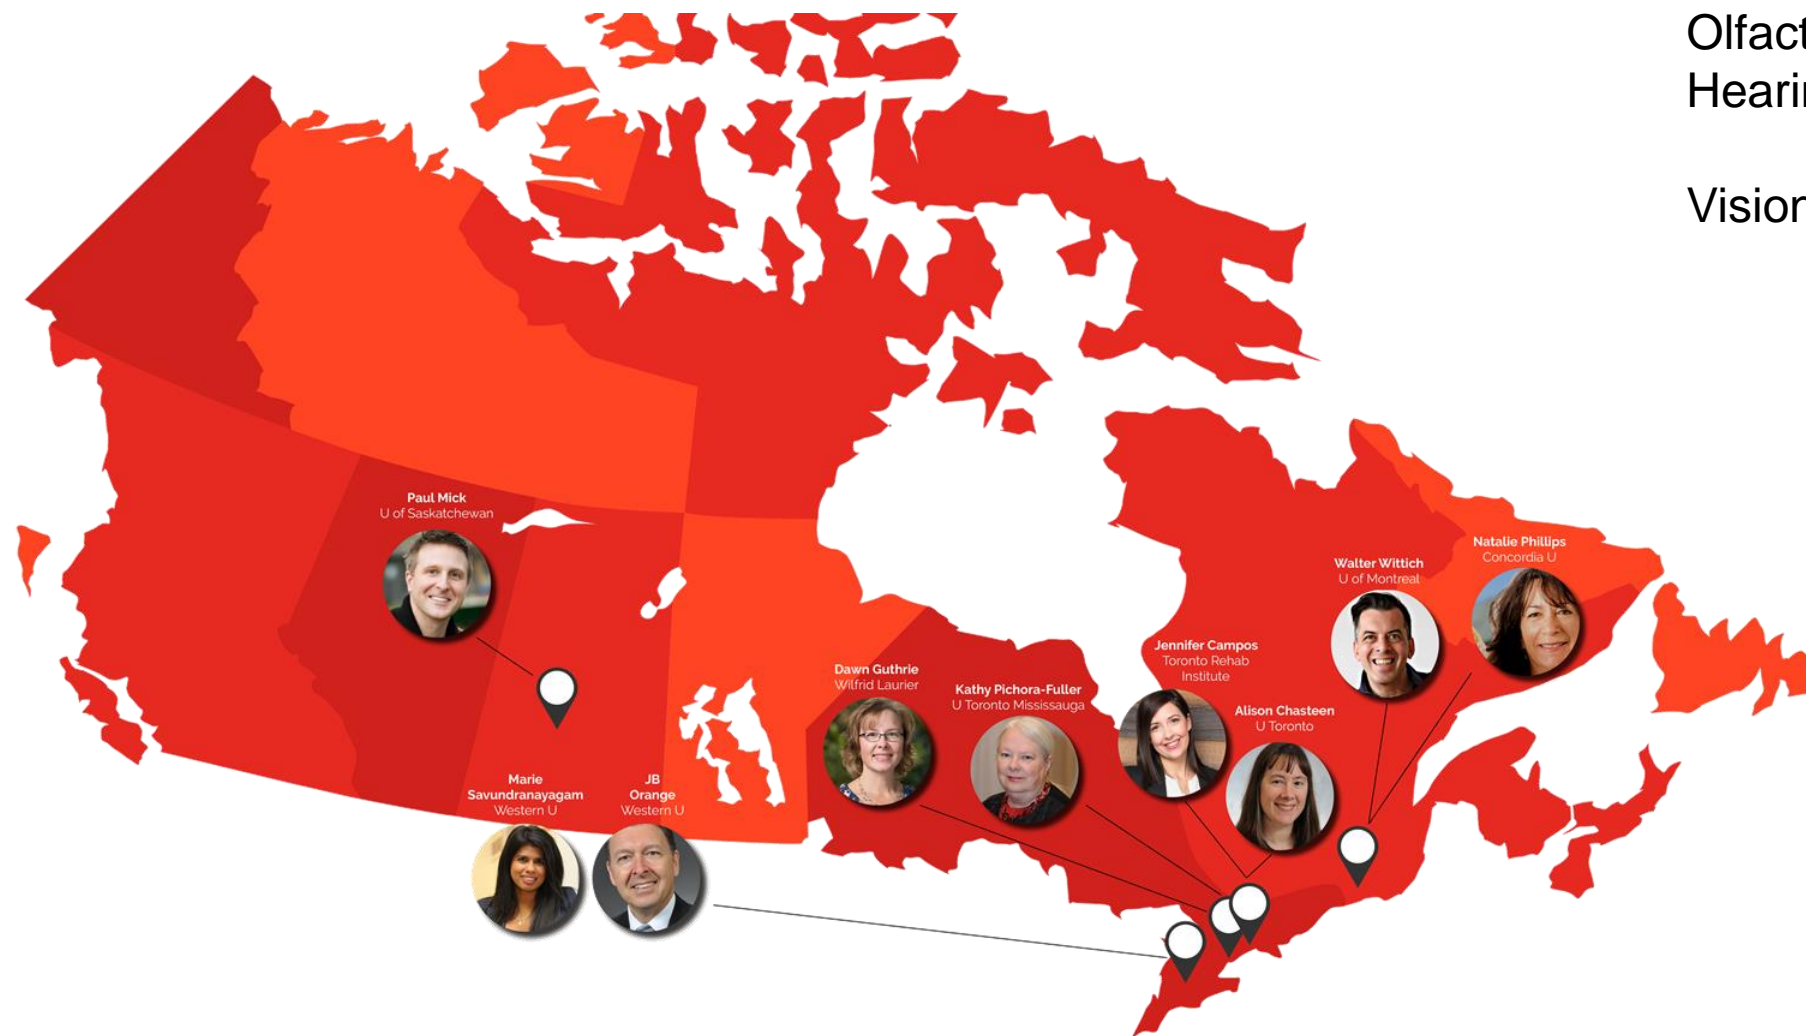 Olfact
Hearin
Vision
Paul Mick
U of Saskatchewan
Natalie Phillips
Concordia U
Walter Wittich
U of Montreal
Jennifer Campos
Toronto Rehab
Institute
Dawn Guthrie
Wilfrid Laurier
Kathy Pichora-Fuller
U Toronto Mississauga
Alison Chasteen
U Toronto
Marie
Savundranayagam
Western U
JB
Orange
Western U